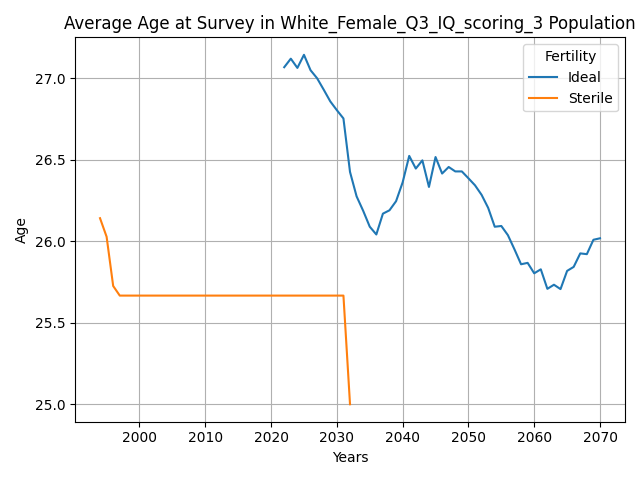 Average Age at Survey in White_Female_Q3_IQ_scoring_3 Population
Fertility
Ideal
Sterile
Age
27.0
26.5
26.0
25.5
25.0
2000 2010 2020 2030 2040 2050 2060 2070
Years